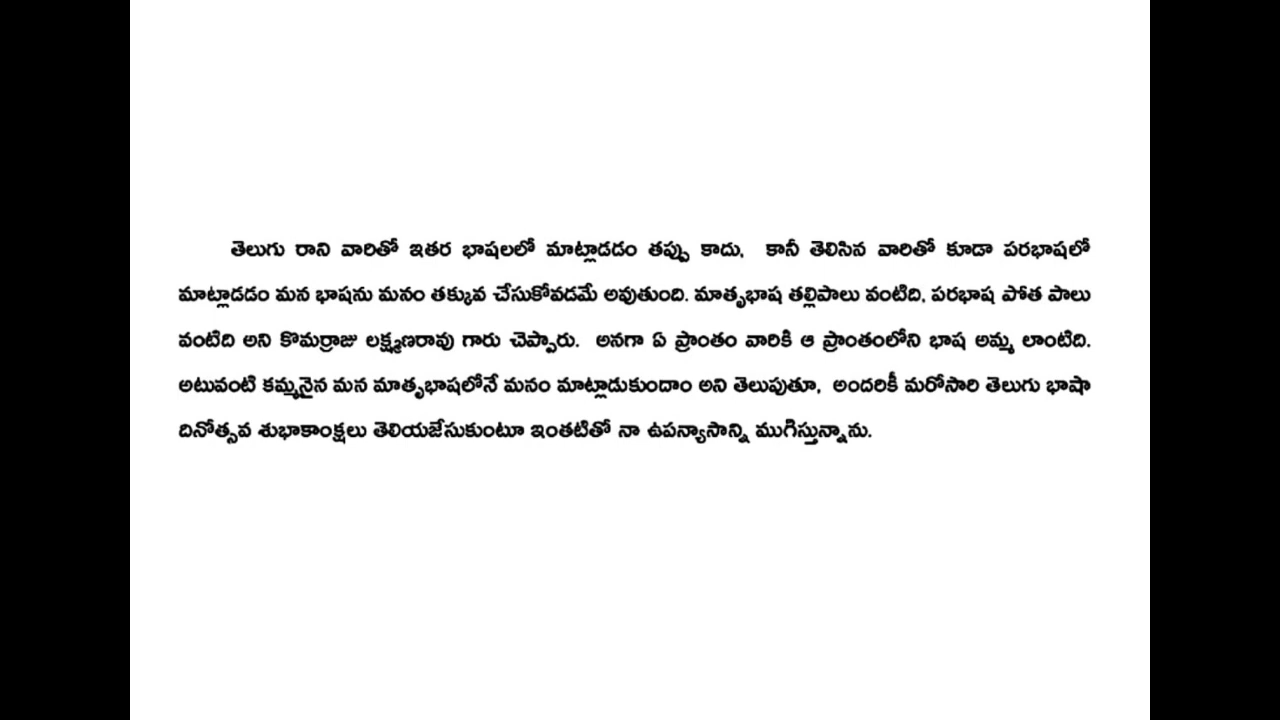 తెలుగు రాని వారితో ఇతర భాషలలో మాట్లాడడం తప్పు కాదు. కానీ తెలిసిన వారితో కూడా పరభాషలో
మాట్లాడడం మన భాషను మనం తక్కువ చేసుకోవడమే అవుతుంది. మాతృభాష తల్లిపాలు వంటిది, పరభాష పోత పాలు
వంటిది అని కొమర్రాజు లక్ష్మణరావు గారు చెప్పారు. అనగా ఏ ప్రాంతం వారికి ఆ ప్రాంతంలోని భాష అమ్మ లాంటిది.
అటువంటి కమ్మనైన మన మాతృభాషలోనే మనం మాట్లాడుకుందాం అని తెలుపుతూ, అందరికీ మరోసారి తెలుగు భాషా
దినోత్సవ శుభాకాంక్షలు తెలియజేసుకుంటూ ఇంతటితో నా ఉపన్యాసాన్ని ముగిస్తున్నాను.